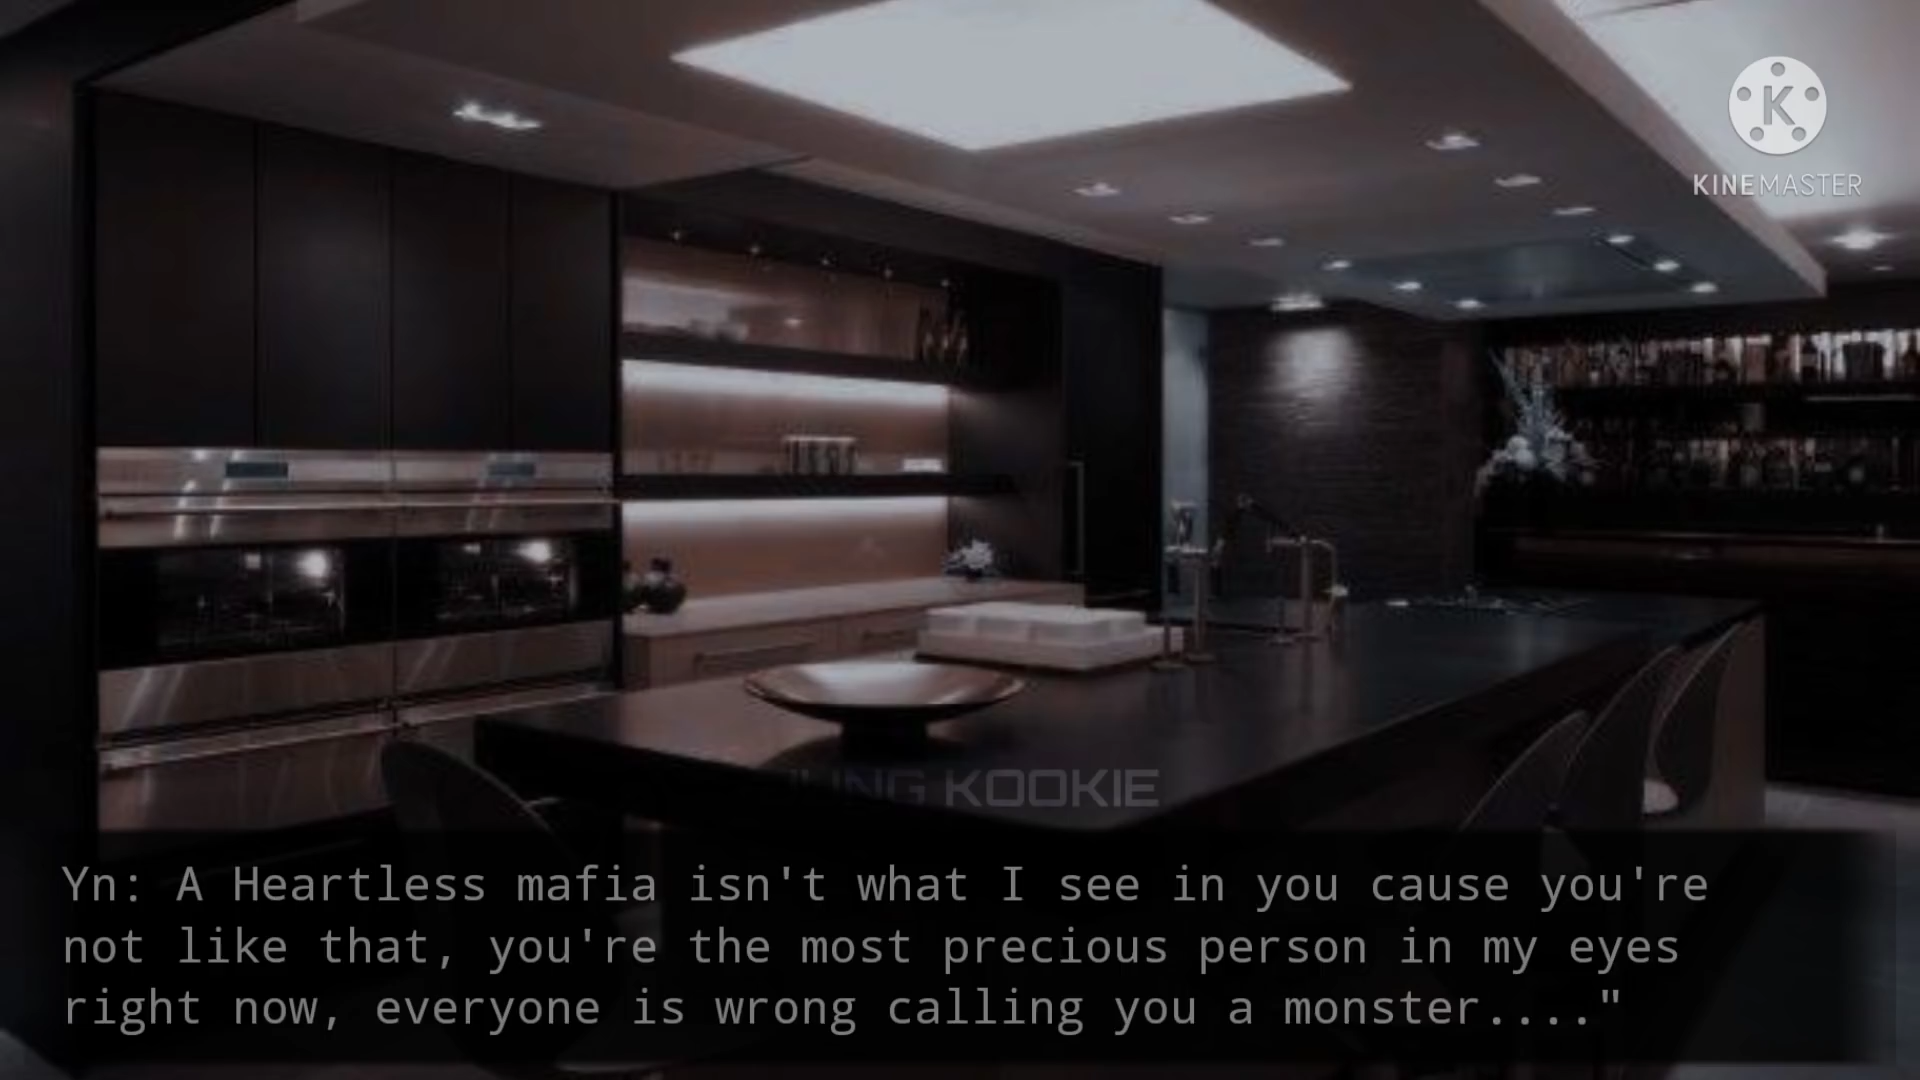 K
KINEMASTER
UNG KOOKIE
Yn: A Heartless mafia isn't what I see in you cause you're
not like that, you're the most precious person in my eyes
right now, everyone is wrong calling you a monster...."